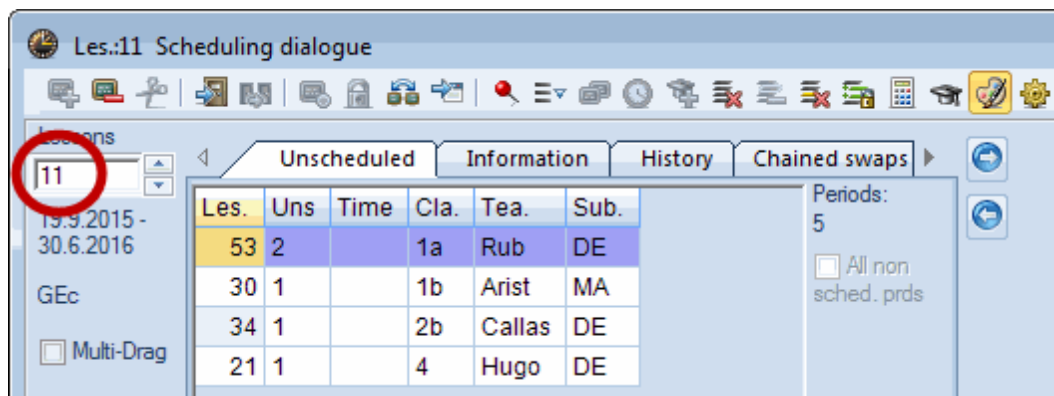 Les.:11 Scheduling dialogue
Lessons
11
19.9.2015 -
30.6.2016
GEc
Multi-Drag
Unscheduled Information History Chained swaps
Les. Uns Time Cla. Tea. Sub.
53 2 1a Rub DE
30 1 1b Arist MA
34 1 2b Callas DE
21 1 4 Hugo DE
Periods:
5
All non
sched. prds